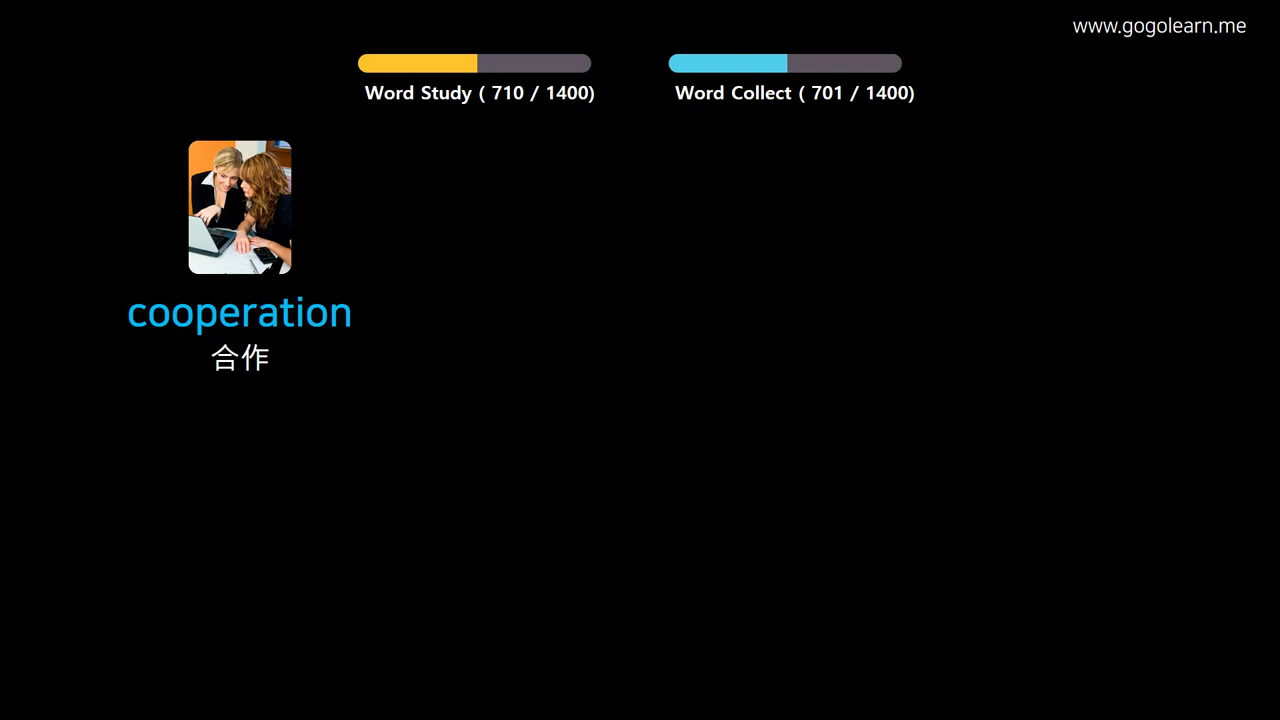 www.gogolearn.me
Word Study ( 710 / 1400)
Word Collect ( 701 / 1400)
cooperation
合作